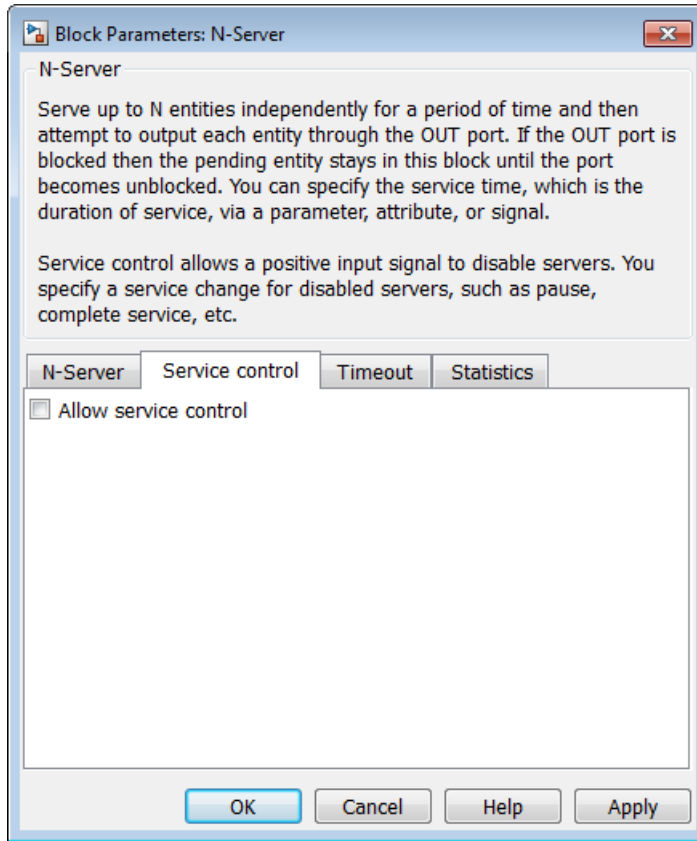 Block Parameters: N-Server
N-Server
Serve up to N entities independently for a period of time and then
attempt to output each entity through the OUT port. If the OUT port is
blocked then the pending entity stays in this block until the port
becomes unblocked. You can specify the service time, which is the
duration of service, via a parameter, attribute, or signal.
Service control allows a positive input signal to disable servers. You
specify a service change for disabled servers, such as pause,
complete service, etc.
N-Server Service control Timeout Statistics
Allow service control
OK Cancel Help Apply